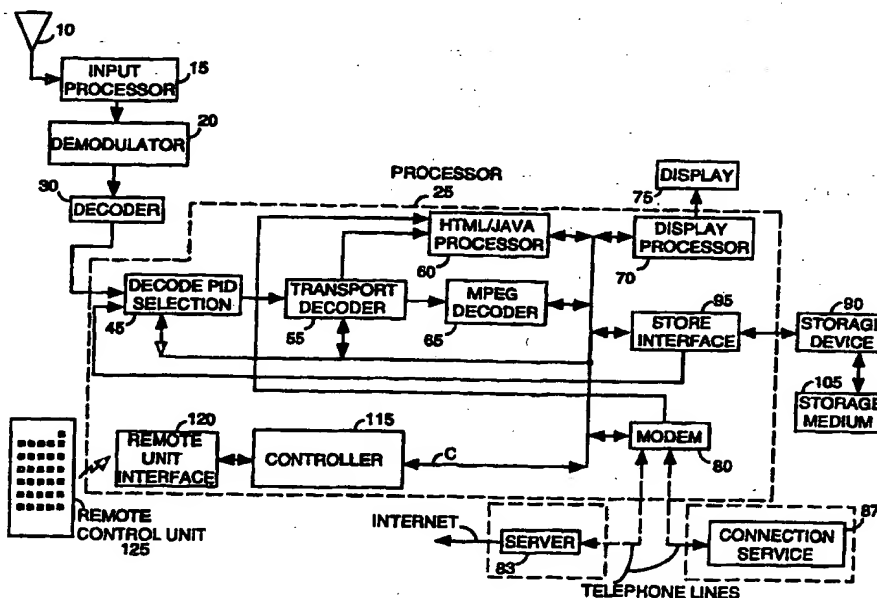 10
INPUT
PROCESSOR
15
DEMODULATOR
20
30
DECODER
PROCESSOR
25
75
DISPLAY
HTML/JAVA
PROCESSOR
60
DISPLAY
PROCESSOR
70
DECODE PID
SELECTION
45
TRANSPORT
DECODER
55
MPEG
DECODER
65
95
STORE
INTERFACE
90
STORAGE
DEVICE
105
STORAGE
MEDIUM
120
REMOTE
UNIT
INTERFACE
115
CONTROLLER
C
MODEM
80
REMOTE
CONTROL UNIT
125
INTERNET
SERVER
83
87
CONNECTION
SERVICE
TELEPHONE LINES